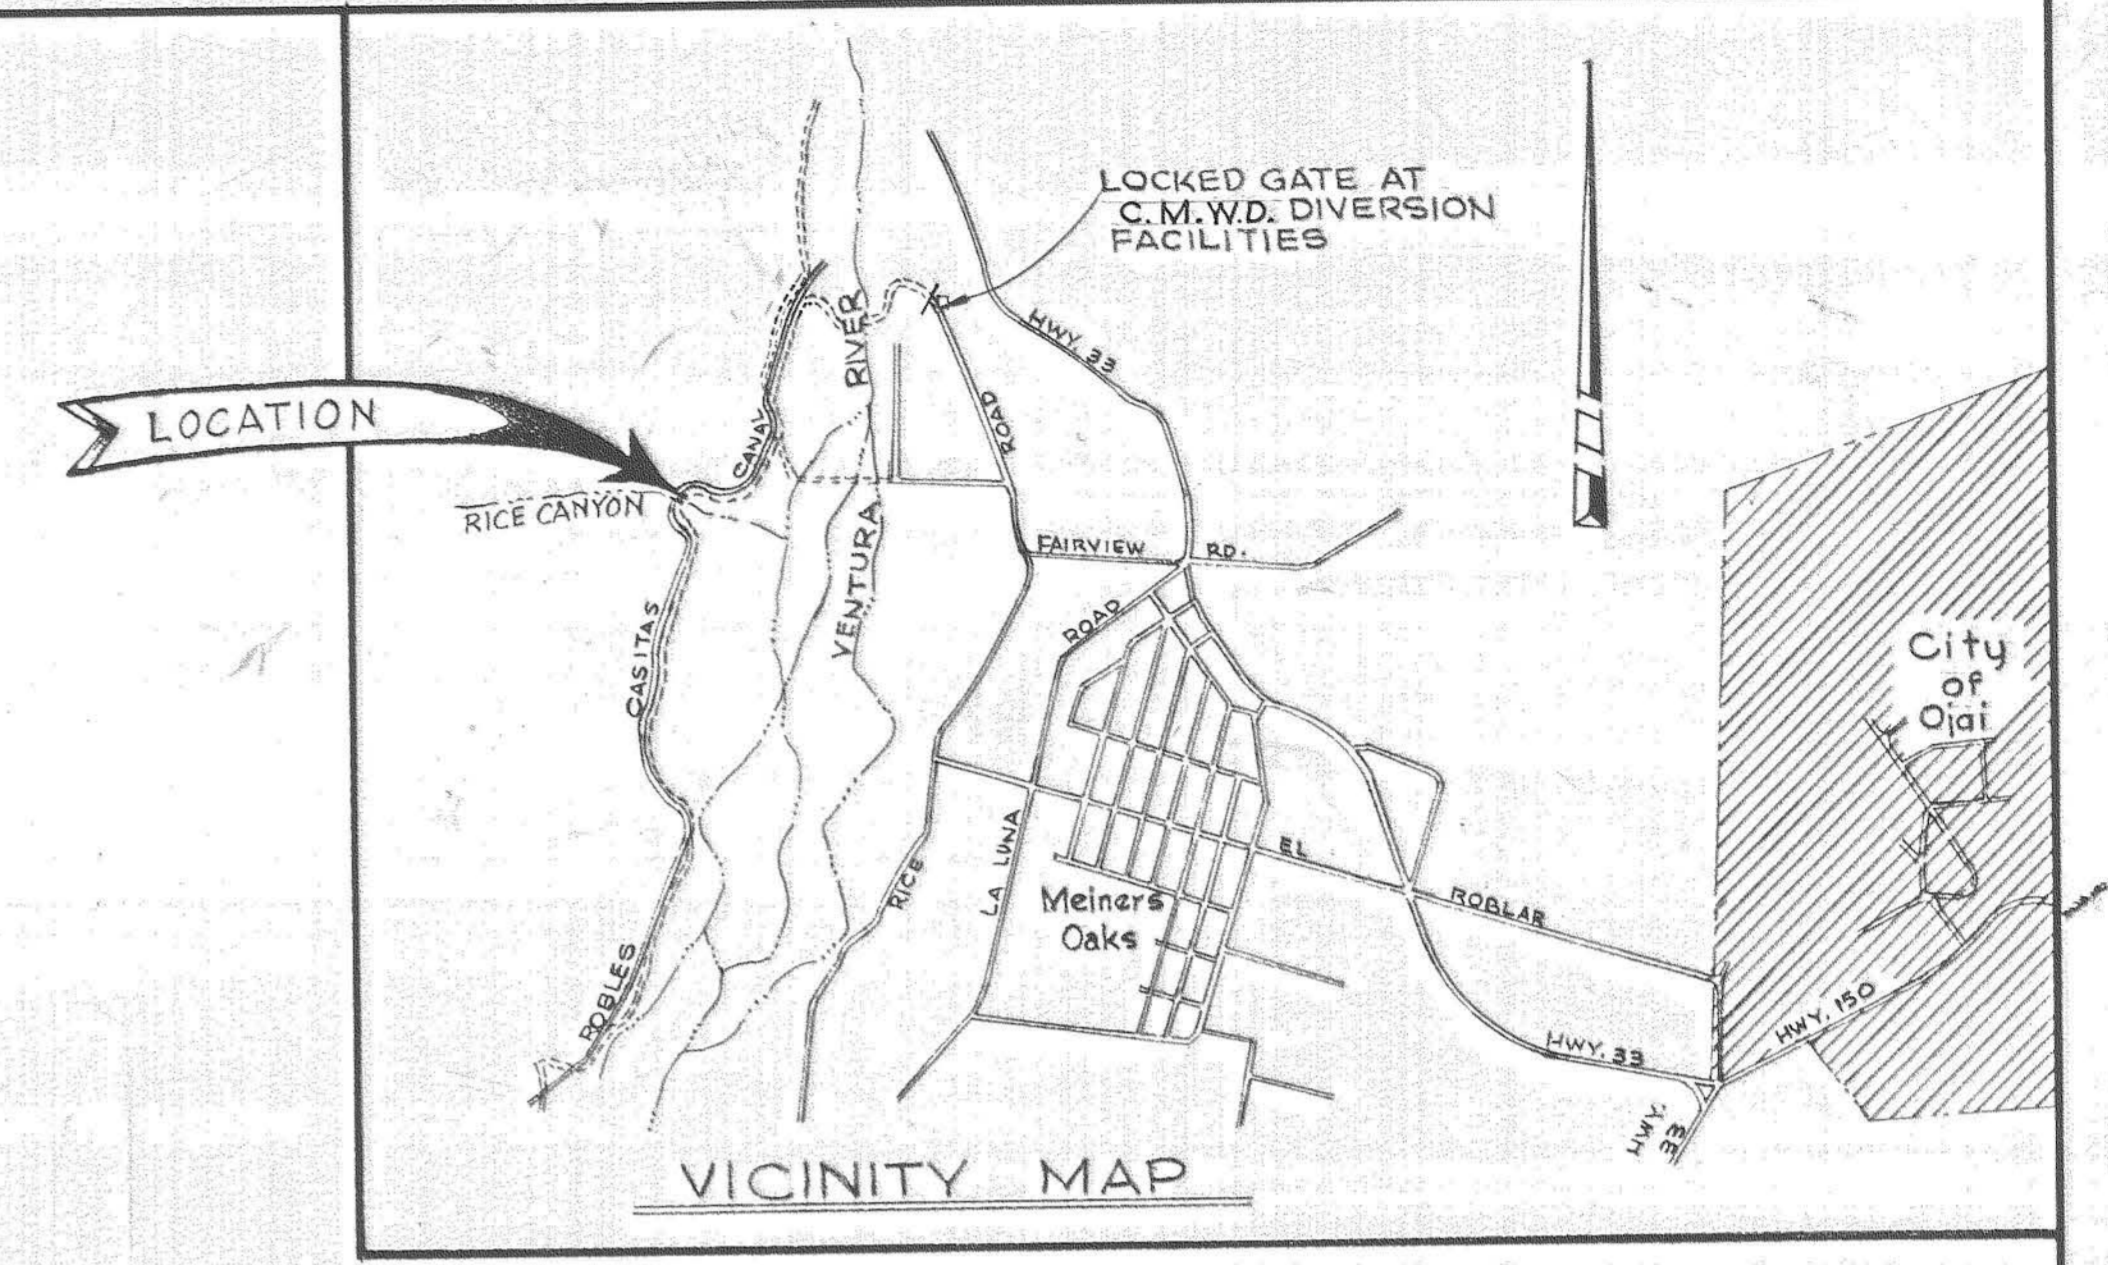 LOCKED GATE AT
C.M.W.D. DIVERSION
FACILITIES
HWY. 33
RIVER
ROAD
LOCATION
CANAL
RICE CANYON
VENTURA
FAIRVIEW RD.
ROAD
CASITAS
City
of
Ojai
LA LUNA
RICE
EL ROBLAR
Meiners
Oaks
ROBLES
HWY. 150
HWY. 33
HWY.
33
VICINITY MAP